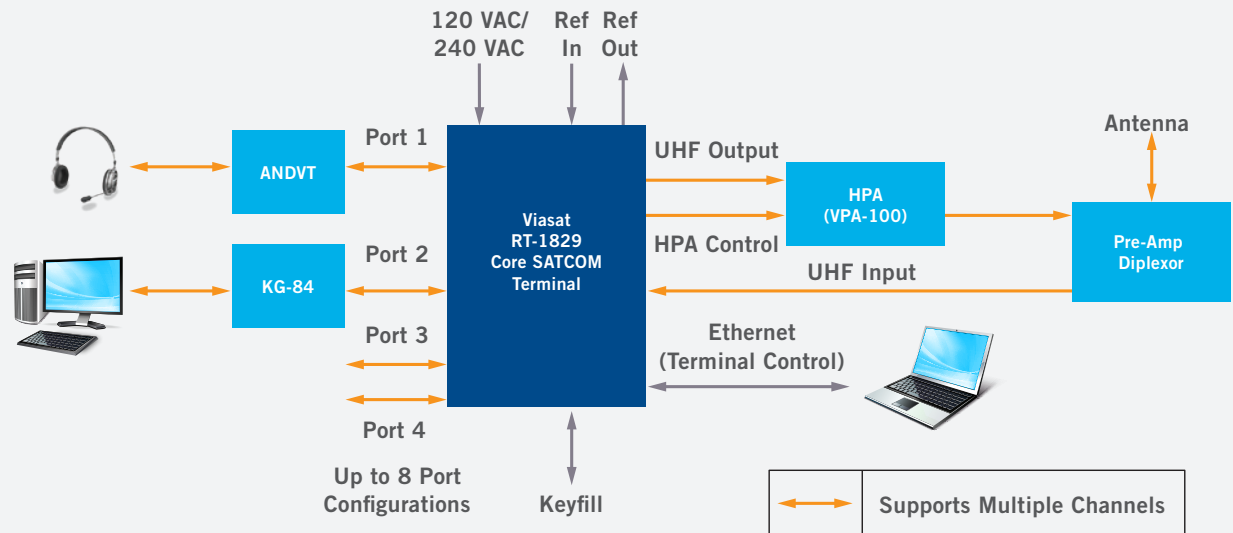 120 VAC/
240 VAC
Ref
In
Ref
Out
Port 1
ANDVT
Port 2
KG-84
Port 3
Port 4
Up to 8 Port
Configurations
Viasat
RT-1829
Core SATCOM
Terminal
Keyfill
UHF Output
HPA Control
HPA
(VPA-100)
UHF Input
Antenna
Pre-Amp
Diplexor
Ethernet
(Terminal Control)
Supports Multiple Channels